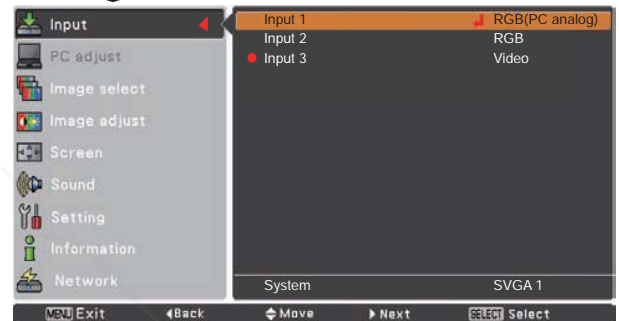 Input
PC adjust
Image select
Image adjust
Screen
Sound
Setting
Information
Network
Input 1 RGB(PC analog)
Input 2 RGB
Input 3 Video
System SVGA 1
MENU Exit ◀Back Move ▶Next SELECT Select